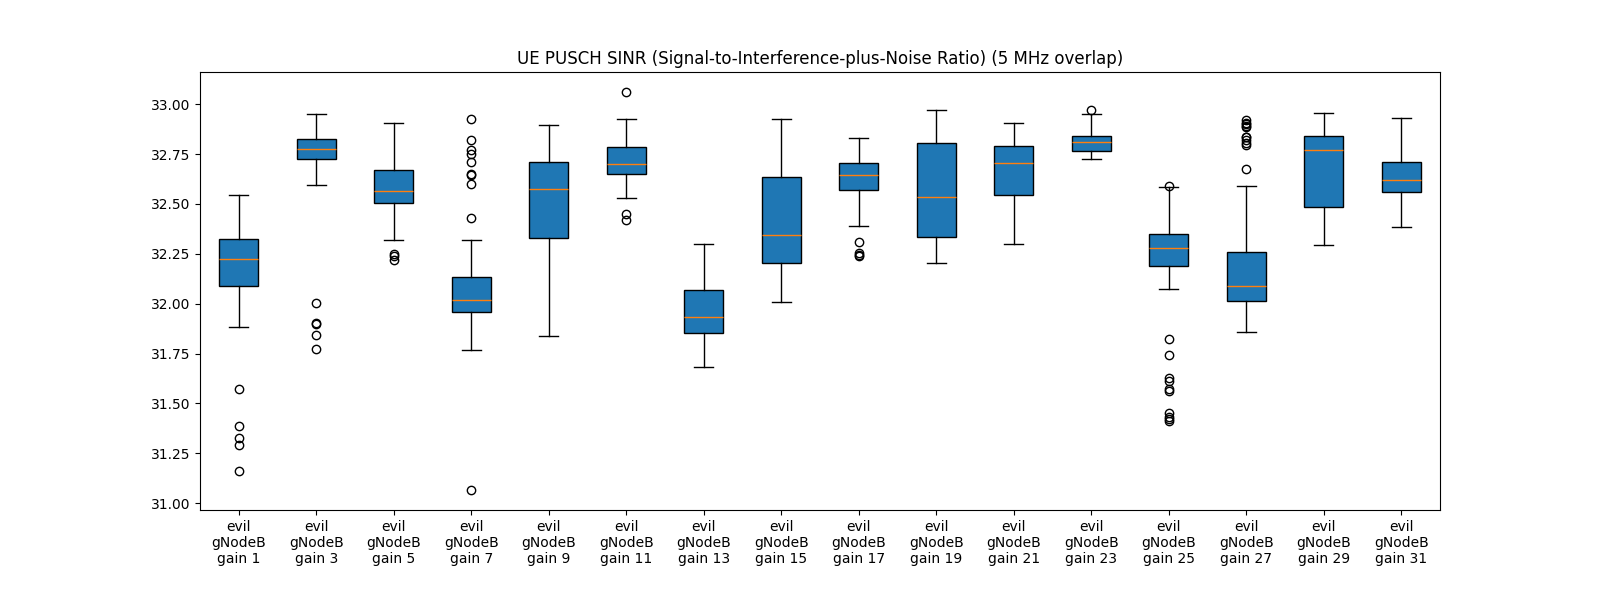 UE PUSCH SINR (Signal-to-Interference-plus-Noise Ratio) (5 MHz overlap)
33.00
32.75
32.50
32.25
32.00
31.75
31.50
31.25
31.00
evil
gNodeB
gain 1
evil
gNodeB
gain 3
evil
gNodeB
gain 5
evil
gNodeB
gain 7
evil
gNodeB
gain 9
evil
gNodeB
gain 11
evil
gNodeB
gain 13
evil
gNodeB
gain 15
evil
gNodeB
gain 17
evil
gNodeB
gain 19
evil
gNodeB
gain 21
evil
gNodeB
gain 23
evil
gNodeB
gain 25
evil
gNodeB
gain 27
evil
gNodeB
gain 29
evil
gNodeB
gain 31